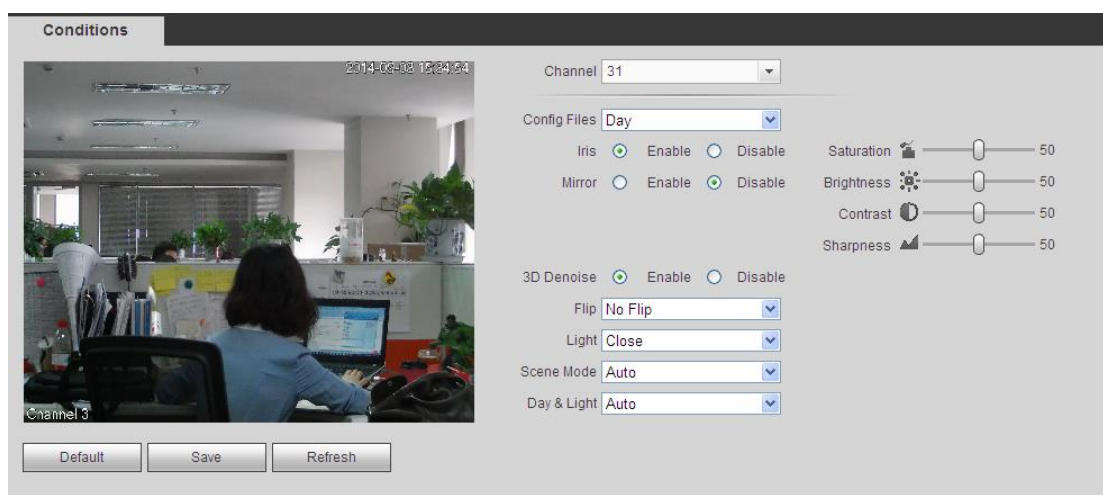 Conditions
2014-09-08 15:34:54
Channel 31
Config Files Day
Iris Enable Disable
Saturation 50
Mirror Enable Disable
Brightness 50
Contrast 50
Sharpness 50
3D Denoise Enable Disable
Flip No Flip
Light Close
Scene Mode Auto
Day & Light Auto
Channel 3
Default Save Refresh